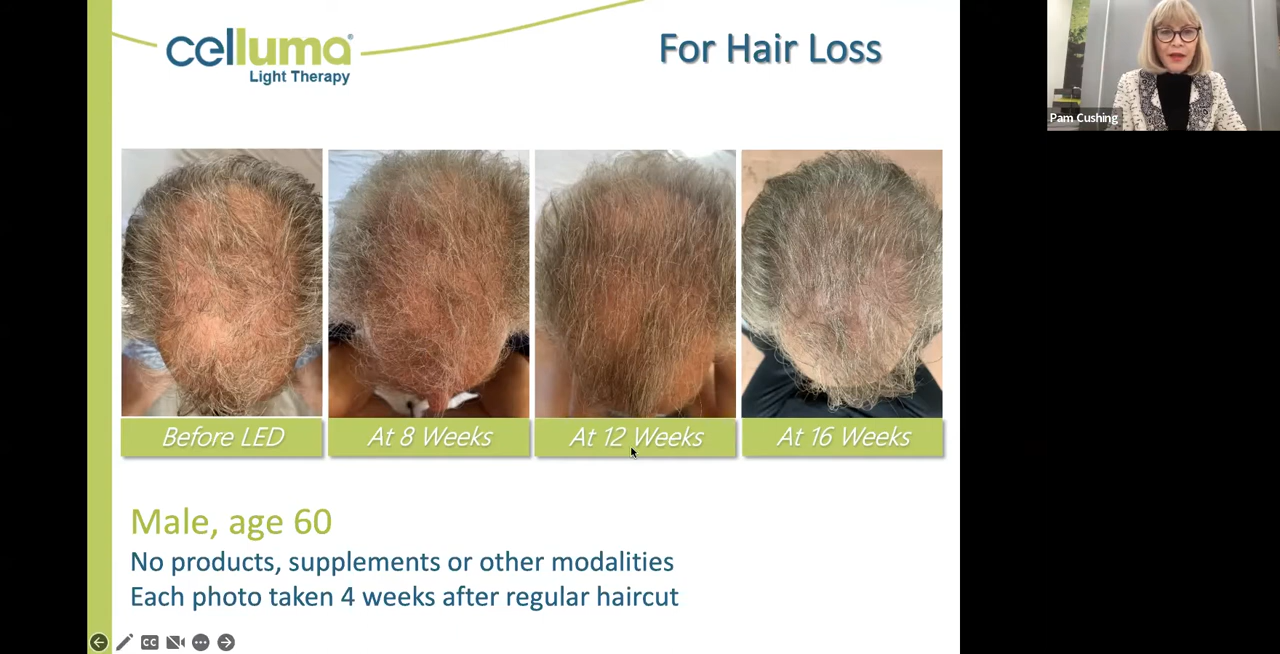 celluma®
Light Therapy
For Hair Loss
Pam Cushing
Before LED
At 8 Weeks
At 12 Weeks
At 16 Weeks
Male, age 60
No products, supplements or other modalities
Each photo taken 4 weeks after regular haircut
CC